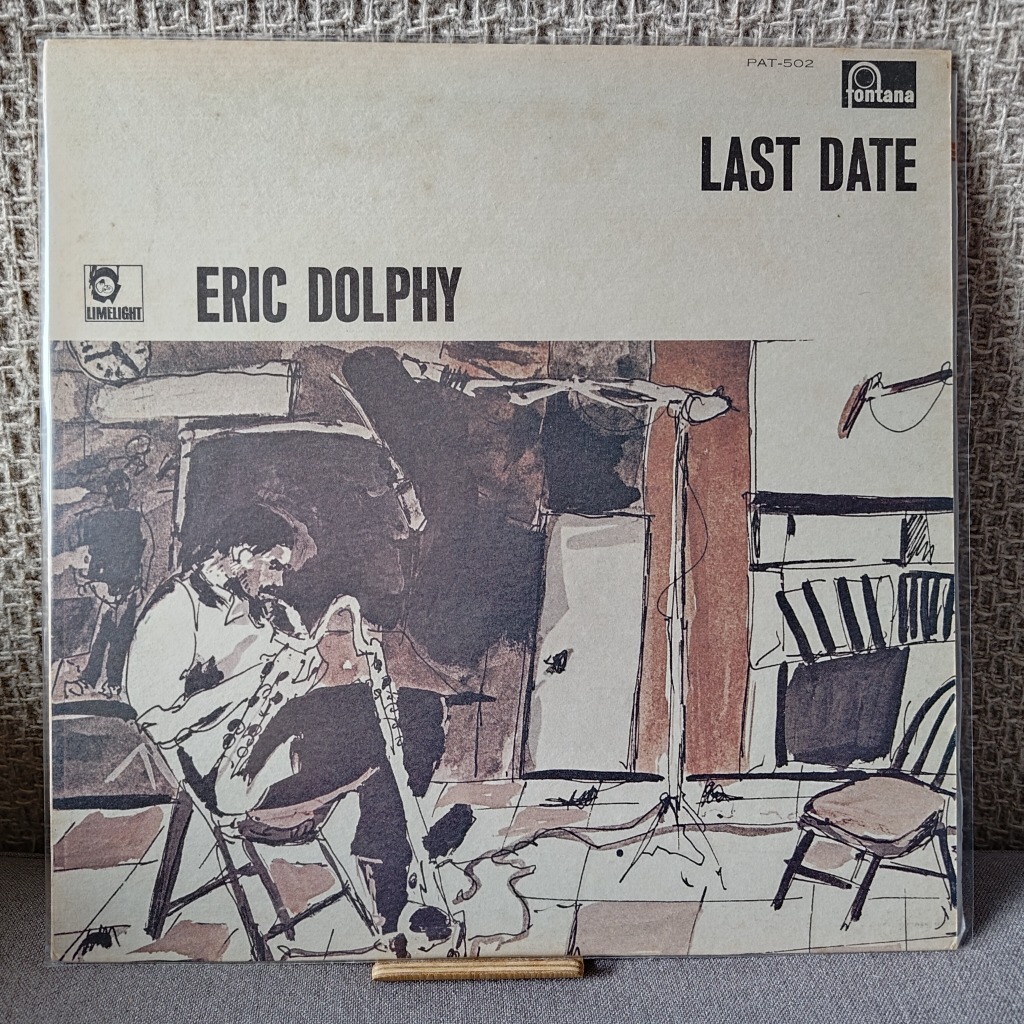 PAT-502
fontana
LAST DATE
LIMELIGHT
ERIC DOLPHY